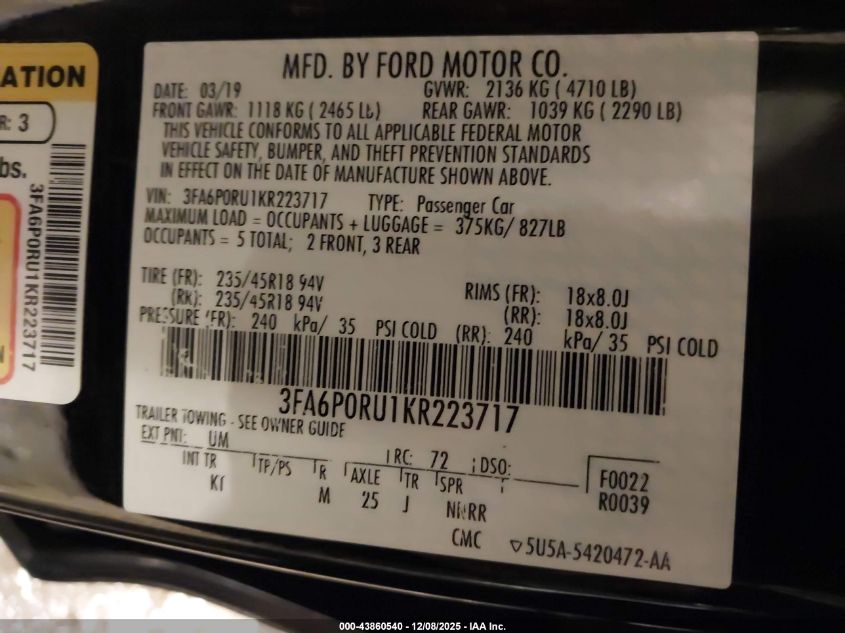 ATION
R: 3
bs.
3FA6P0RU1KR223717
N
MFD. BY FORD MOTOR CO.
DATE: 03/19 GVWR: 2136 KG ( 4710 LB)
FRONT GAWR: 1118 KG ( 2465 Lb) REAR GAWR: 1039 KG ( 2290 LB)
THIS VEHICLE CONFORMS TO ALL APPLICABLE FEDERAL MOTOR
VEHICLE SAFETY, BUMPER, AND THEFT PREVENTION STANDARDS
IN EFFECT ON THE DATE OF MANUFACTURE SHOWN ABOVE.
VIN: 3FA6P0RU1KR223717 TYPE: Passenger Car
MAXIMUM LOAD = OCCUPANTS + LUGGAGE = 375KG/ 827LB
OCCUPANTS = 5 TOTAL; 2 FRONT, 3 REAR
TIRE (FR): 235/45R18 94V RIMS (FR): 18x8.0J
(RR): 235/45R18 94V (RR): 18x8.0J
PRESSURE (FR): 240 kPa/ 35 PSI COLD (RR): 240 kPa/ 35 PSI COLD
3FA6P0RU1KR223717
TRAILER TOWING - SEE OWNER GUIDE
EXT PNT: UM RC: 72 DSO:
INT TR TP/PS R AXLE TR SPR F0022
K M 25 J NNRR R0039
CMC ▽5U5A-5420472-AA
000-43860540 - 12/08/2025 - IAA Inc.